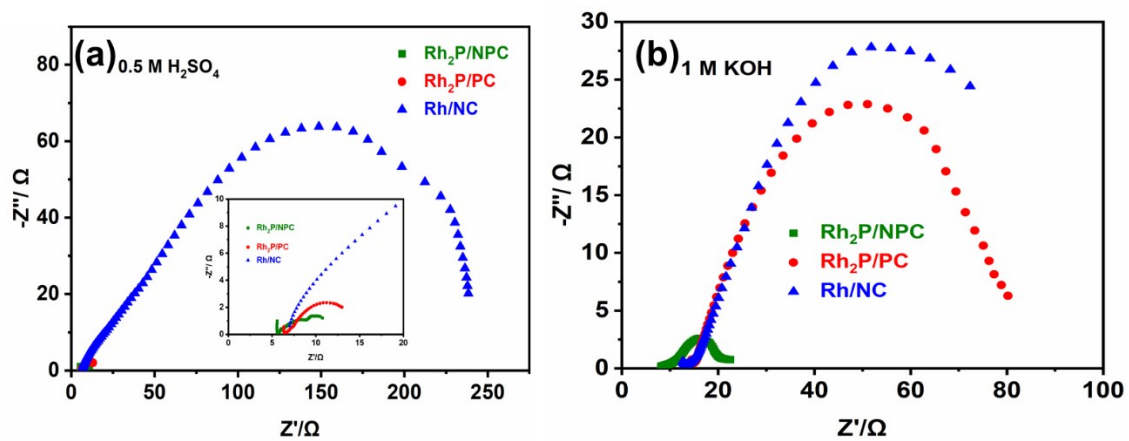 (a) 0.5 M H₂SO₄
Rh₂P/NPC
Rh₂P/PC
Rh/NC
-Z''/ Ω
80
60
40
20
0
0 50 100 150 200 250
Z'/Ω
-Z''/ Ω
10
8
6
4
2
0
Rh₂P/NPC
Rh₂P/PC
Rh/NC
0 5 10 15 20
Z'/Ω
(b) 1 M KOH
-Z''/ Ω
30
25
20
15
10
5
0
Rh₂P/NPC
Rh₂P/PC
Rh/NC
0 20 40 60 80 100
Z'/Ω